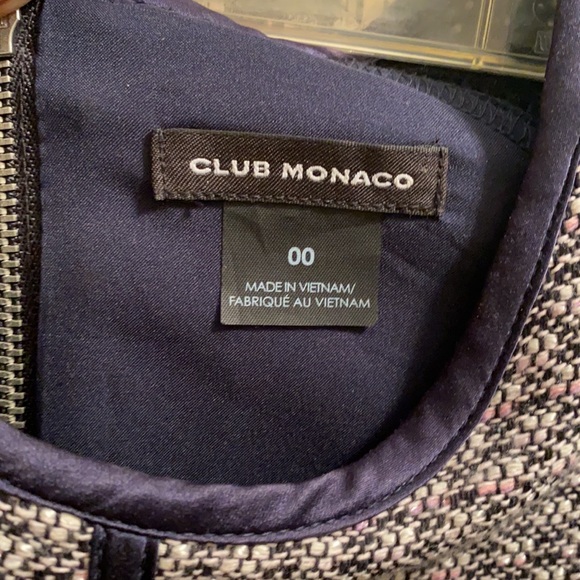 CLUB MONACO
00
MADE IN VIETNAM/
FABRIQUÉ AU VIETNAM